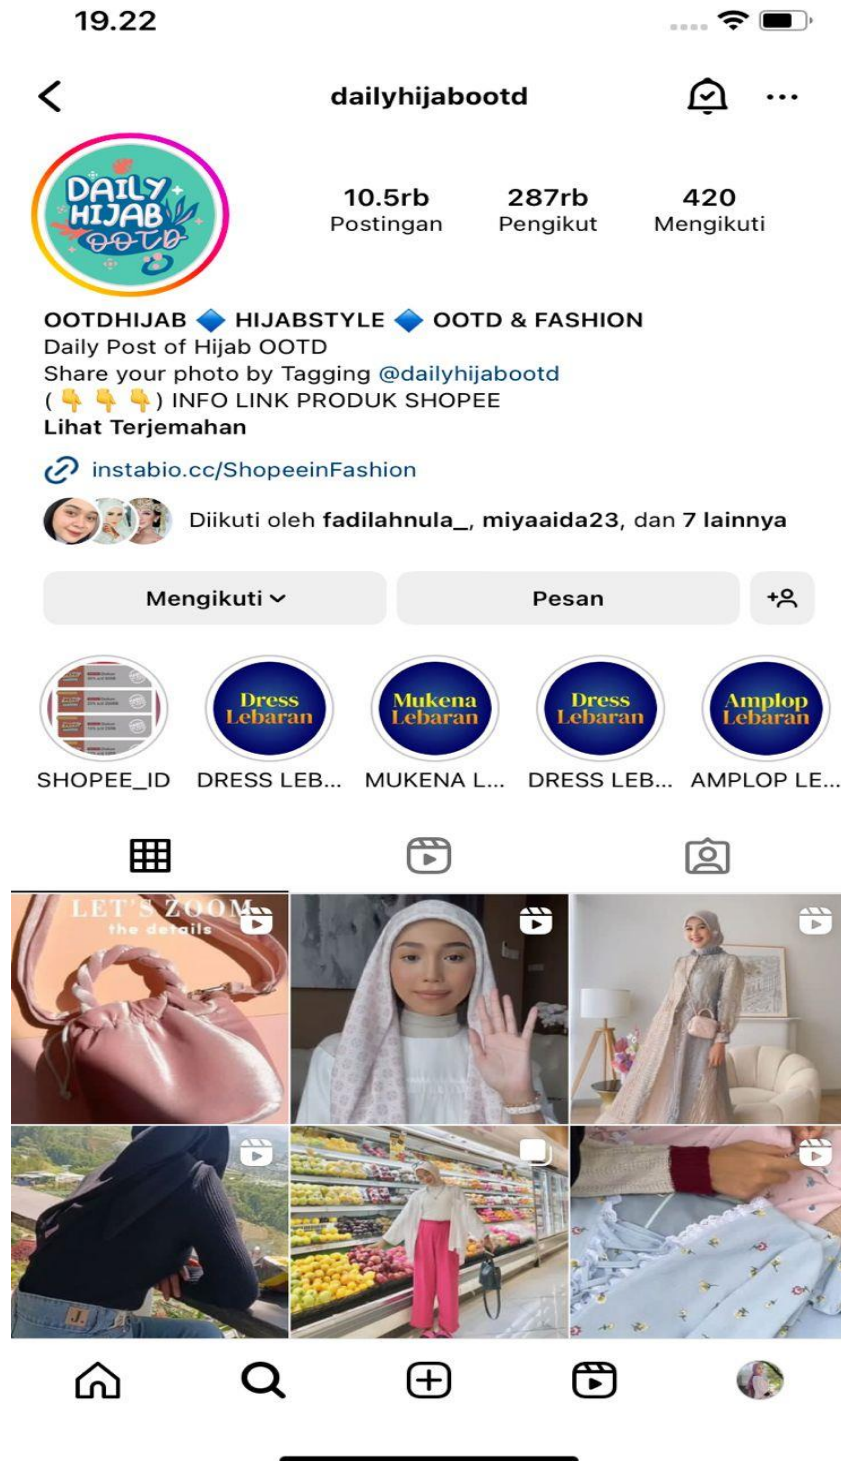 19.22
dailyhijabootd
DAILY
HIJAB
OOTD
10.5rb 287rb 420
Postingan Pengikut Mengikuti
OOTDHIJAB 🔷 HIJABSTYLE 🔷 OOTD & FASHION
Daily Post of Hijab OOTD
Share your photo by Tagging @dailyhijabootd
( 👇 👇 👇) INFO LINK PRODUK SHOPEE
Lihat Terjemahan
instabio.cc/ShopeeinFashion
Diikuti oleh fadilahnula_, miyaaida23, dan 7 lainnya
Mengikuti Pesan
Dress
Lebaran
Mukena
Lebaran
Dress
Lebaran
Amplop
Lebaran
SHOPEE_ID DRESS LEB... MUKENA L... DRESS LEB... AMPLOP LE...
LET'S ZOOM
the details
J.